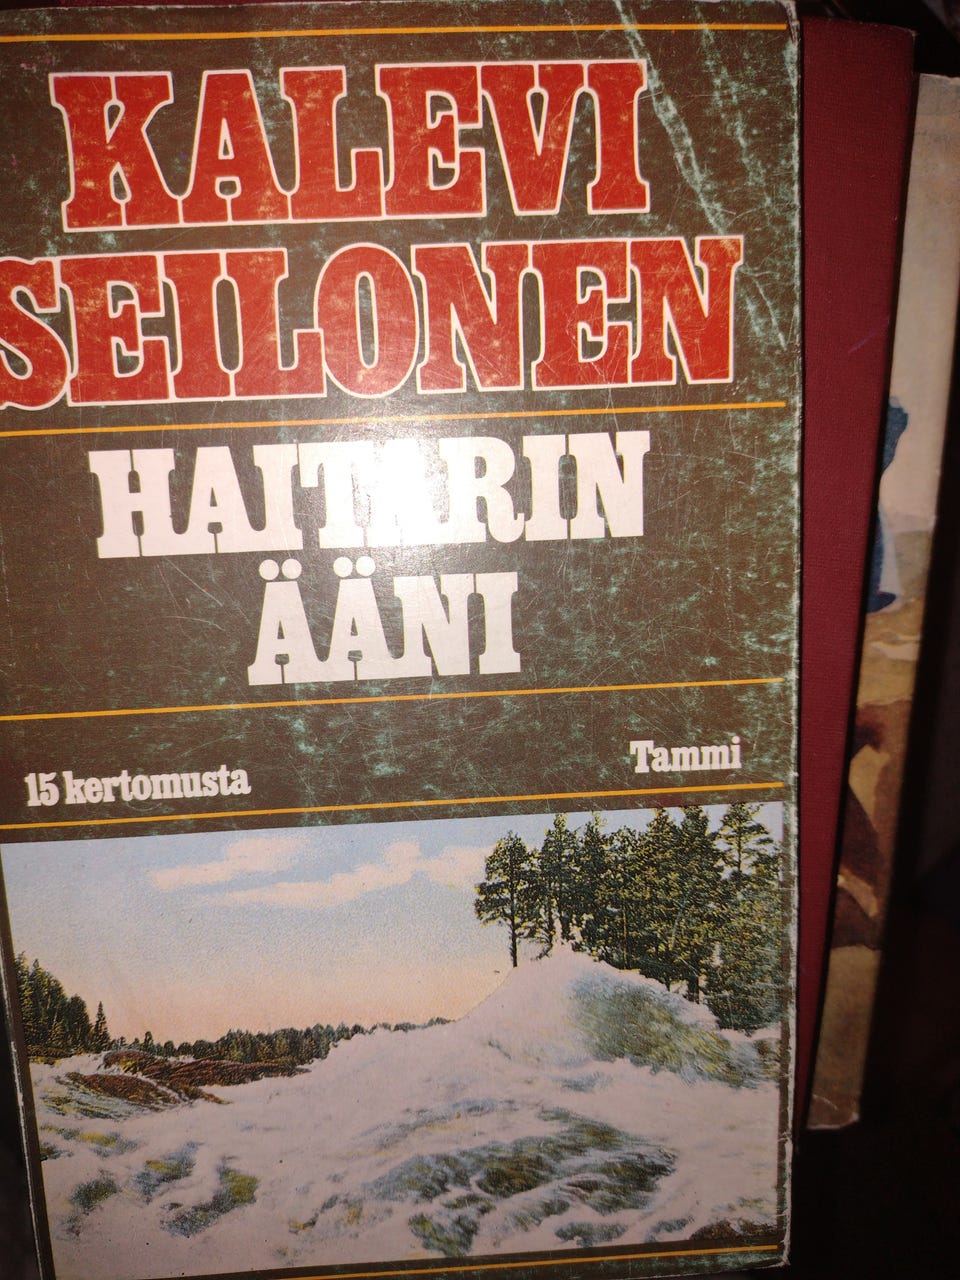 KALEVI
SEILONEN
HAITARIN
ÄÄNI
15 kertomusta
Tammi